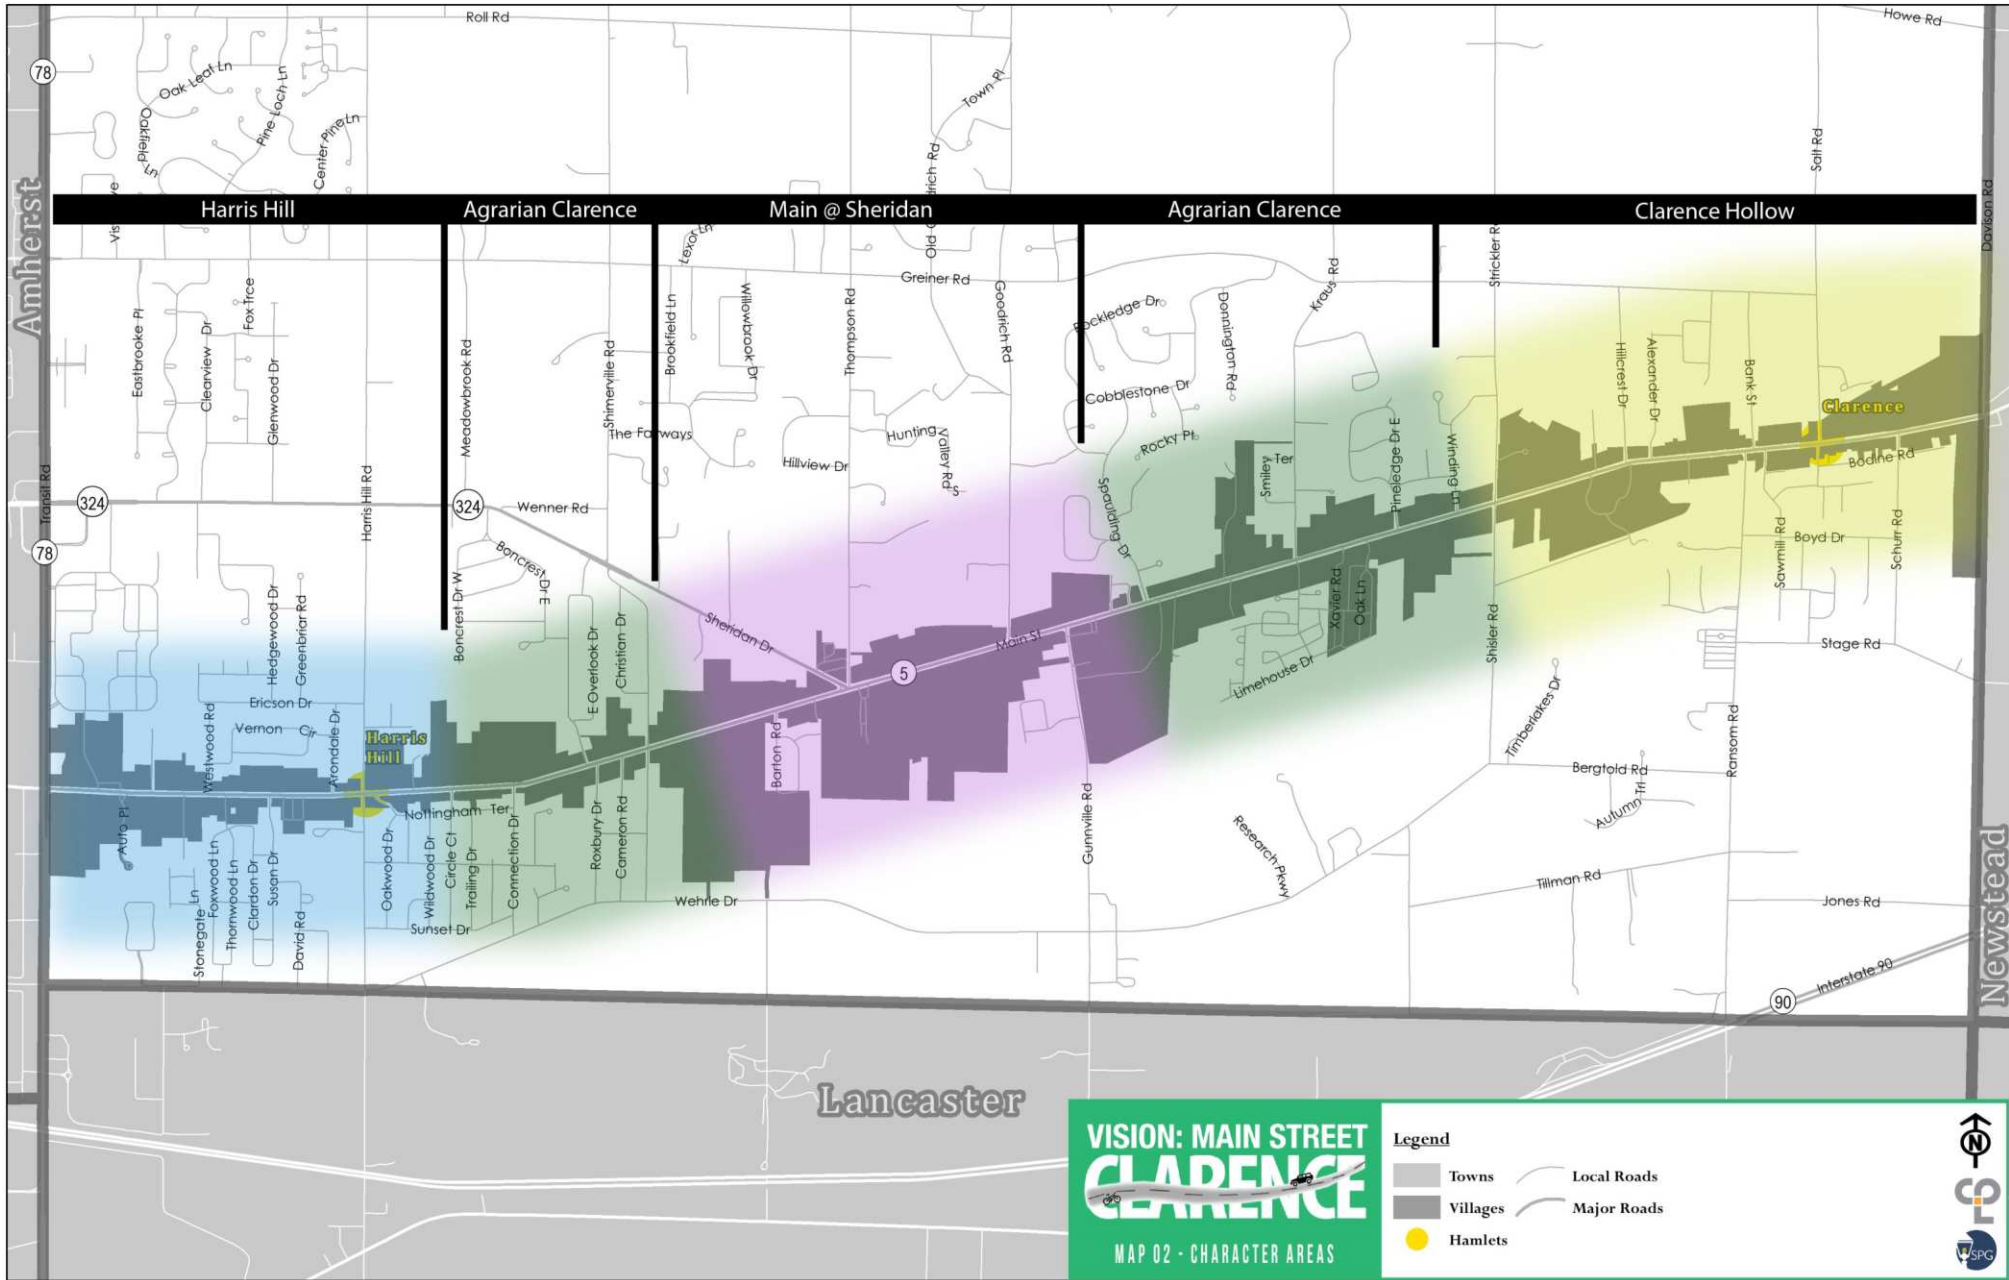 Roll Rd
Howe Rd
78
Oak Leaf Ln
Pine Loch Ln
Oakfield Ln
Center Pine Ln
Town Pl
Salt Rd
Amherst
Davison Rd
Harris Hill
Agrarian Clarence
Main @ Sheridan
Agrarian Clarence
Clarence Hollow
Lexor Ln
Greiner Rd
Strickler R
Eastbrooke Pl
Clearview Dr
Fox Trce
Glenwood Dr
Meadowbrook Rd
Shimerville Rd
Brookfield Ln
Willowbrook Dr
Thompson Rd
Goodrich Rd
ockledge Dr
Donnington Rd
Kraus Rd
Cobblestone Dr
Hillcrest Dr
Alexander Dr
Bank St
Clarence
The Fairways
Hunting
Valley Rd
S
Hillview Dr
Rocky Pt
Smiley Ter
Pineledge Dr E
Winding Ln
Bodine Rd
Transit Rd
324
Harris Hill Rd
324
Wenner Rd
Spaulding Dr
78
Boncrest Dr E
Boncrest Dr W
Sawmill Rd
Boyd Dr
Schurr Rd
Hedgewood Dr
Greenbriar Rd
Sheridan Dr
E Overlook Dr
Christian Dr
Main St
5
Xavier Rd
Oak Ln
Shisler Rd
Stage Rd
Limehouse Dr
Ericson Dr
Vernon Cir
Westwood Rd
Arondale Dr
Harris
Hill
Barton Rd
Timberlakes Dr
Ransom Rd
Bergtold Rd
Autumn Trl
Auto Pl
Nottingham Ter
Stonegate Ln
Foxwood Ln
Thornwood Ln
Clardon Dr
Susan Dr
David Rd
Oakwood Dr
Wildwood Dr
Circle Ct
Trailing Dr
Connection Dr
Roxbury Dr
Cameron Rd
Sunset Dr
Wehrle Dr
Gunnville Rd
Research Pkwy
Tillman Rd
Jones Rd
Interstate 90
90
Newstead
Lancaster
VISION: MAIN STREET
CLARENCE
MAP 02 - CHARACTER AREAS
Legend
Towns
Local Roads
Villages
Major Roads
Hamlets
N
SPG